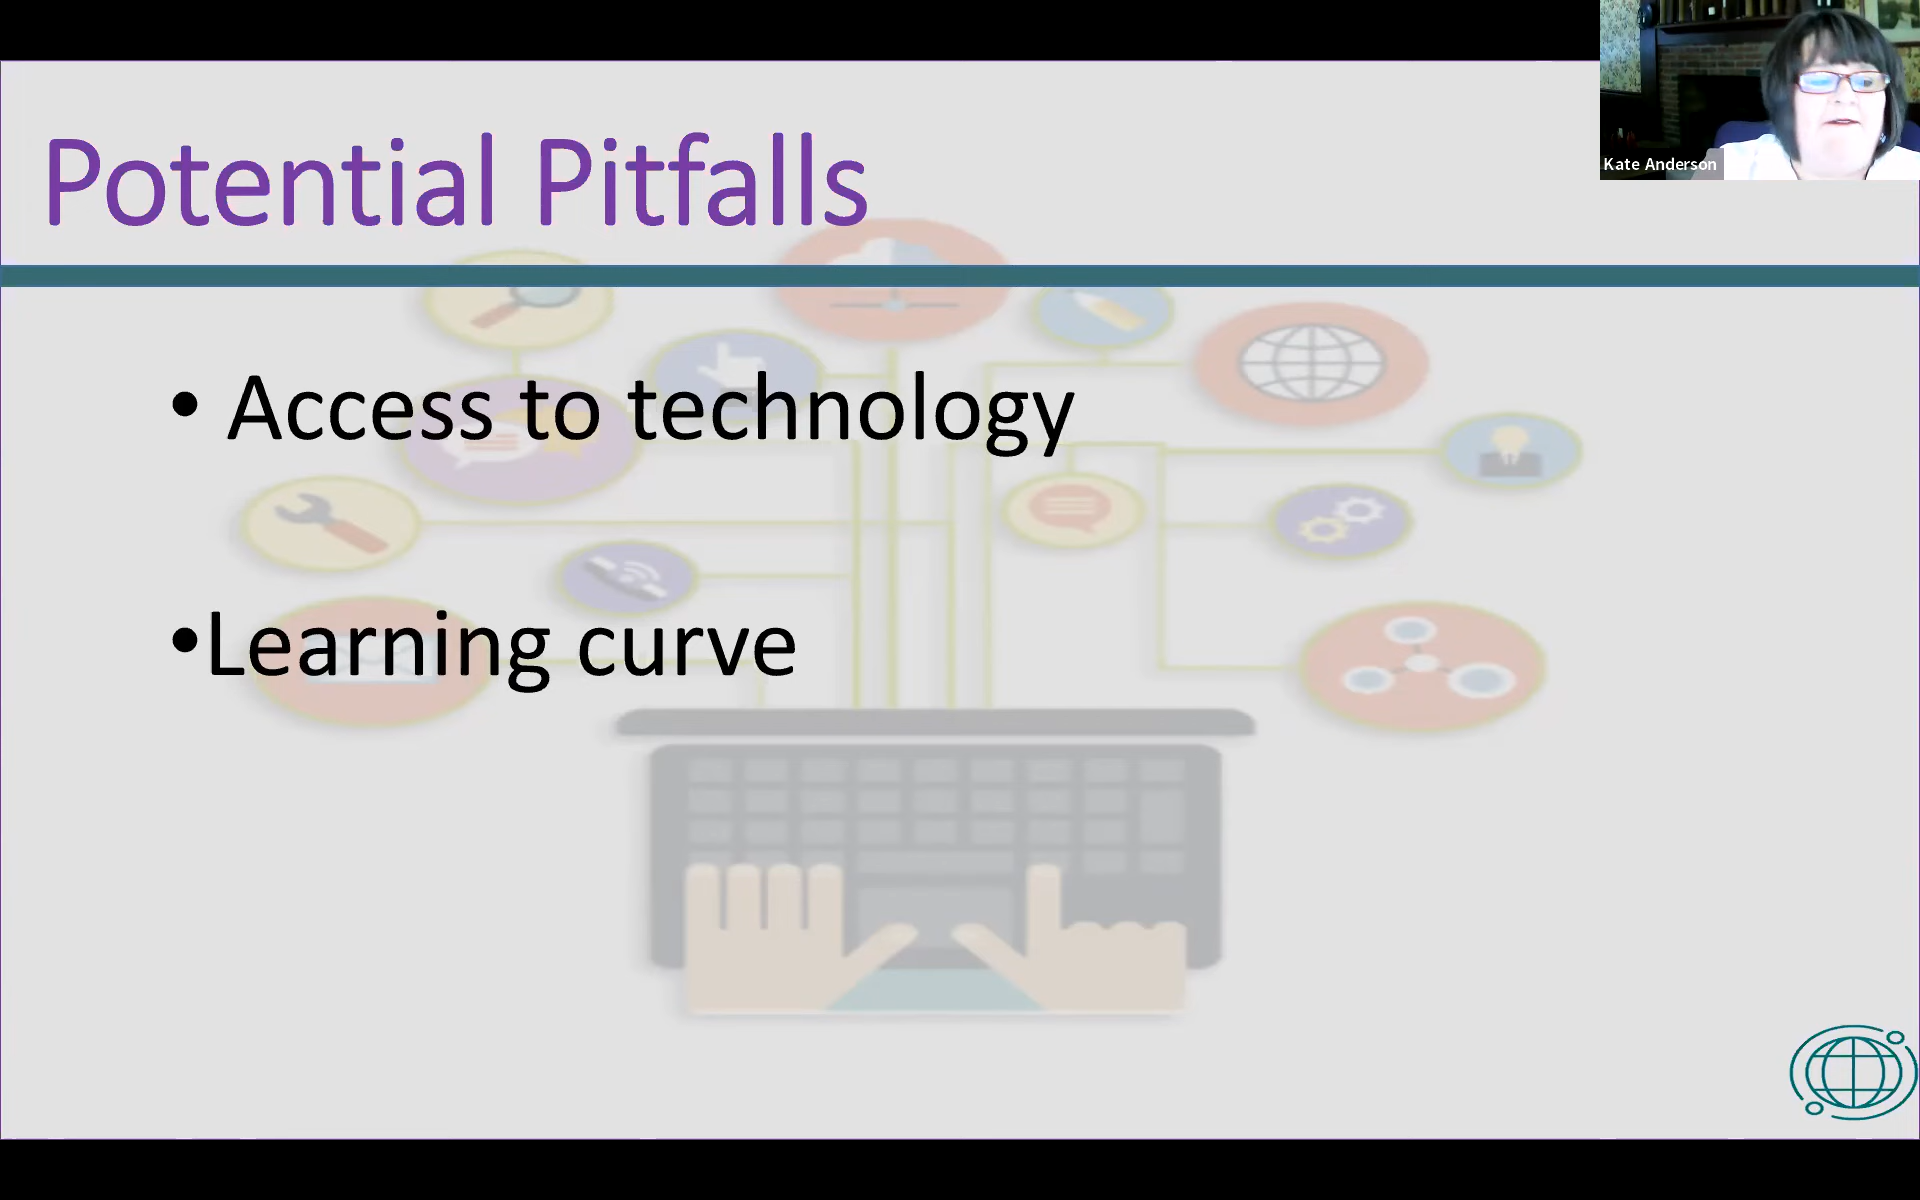 Kate Anderson
Potential Pitfalls
• Access to technology
•Learning curve